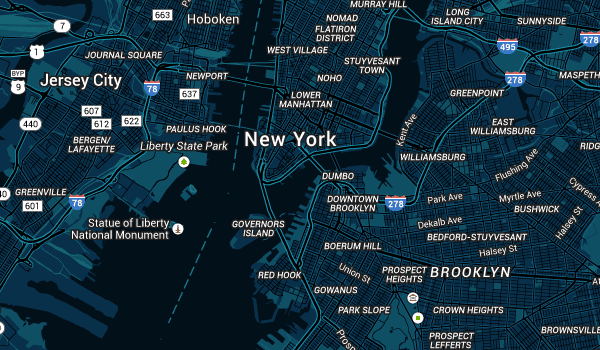 MURRAY HILL
663
Hoboken
NOMAD
LONG
ISLAND CITY
SUNNYSIDE
7
FLATIRON
DISTRICT
1
JOURNAL SQUARE
WEST VILLAGE
495
278
STUYVESANT
TOWN
BYP
9
Jersey City
NEWPORT
NOHO
278
MASPETH
78
637
LOWER
MANHATTAN
GREENPOINT
607
612
622
440
PAULUS HOOK
Kent Ave
EAST
WILLIAMSBURG
BERGEN/
LAFAYETTE
Liberty State Park
New York
RIDG
WILLIAMSBURG
Flushing Ave
DUMBO
GREENVILLE
78
601
DOWNTOWN
BROOKLYN
278
Park Ave
Myrtle Ave
Cypress A
BUSHWICK
Statue of Liberty
National Monument
GOVERNORS
ISLAND
Dekalb Ave
Halsey St
BEDFORD-STUYVESANT
BOERUM HILL
Halsey St
RED HOOK
Union St
PROSPECT
HEIGHTS
BROOKLYN
GOWANUS
PARK SLOPE
CROWN HEIGHTS
BROWNSVILLE
PROSPECT
LEFFERTS